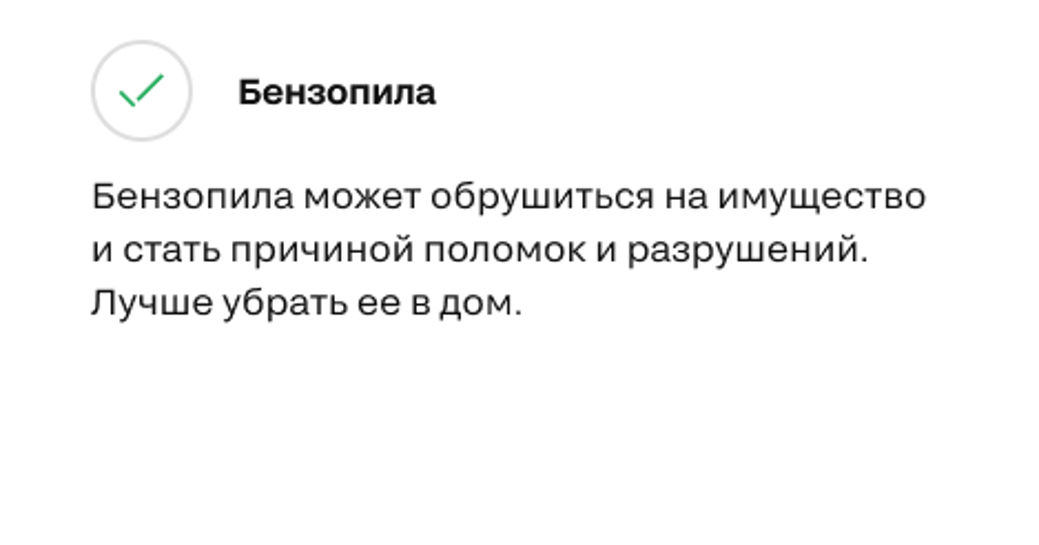 Бензопила
Бензопила может обрушиться на имущество
и стать причиной поломок и разрушений.
Лучше убрать ее в дом.